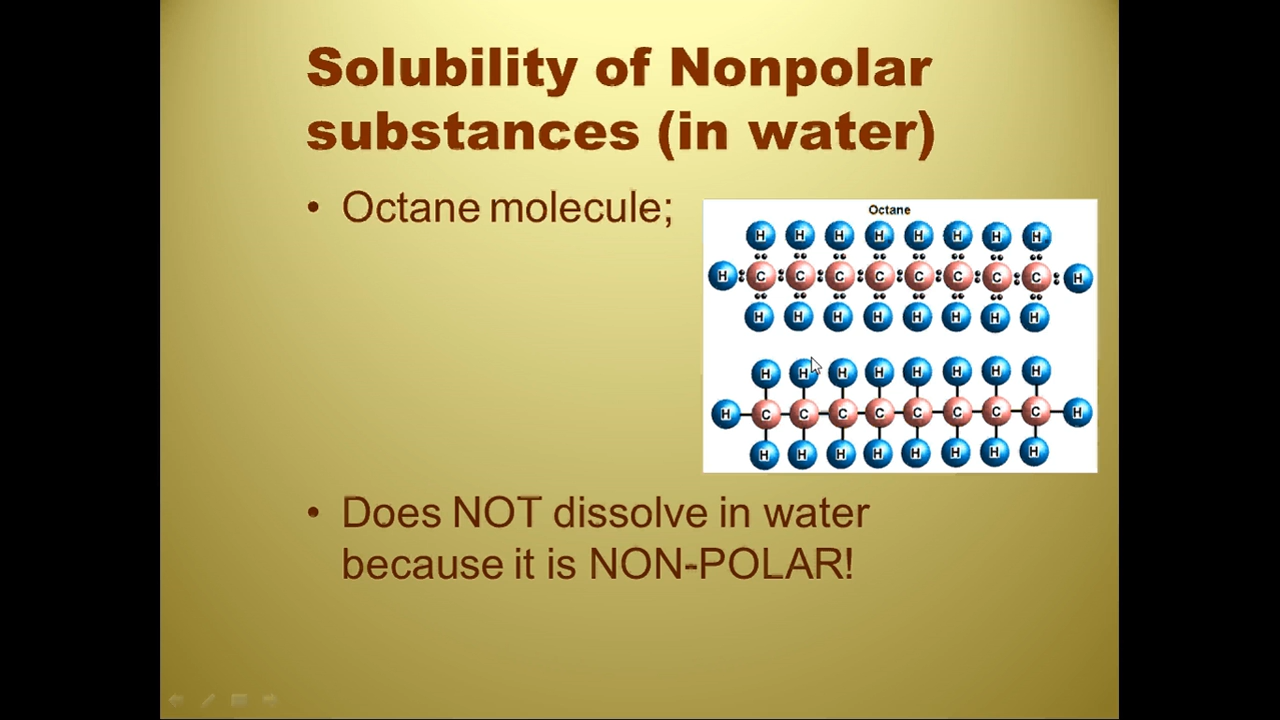 Solubility of Nonpolar
substances (in water)
• Octane molecule;
Octane
H H H H H H H H
H C C C C C C C C H
H H H H H H H H
H H H H H H H H
H C C C C C C C C H
H H H H H H H H
• Does NOT dissolve in water
because it is NON-POLAR!